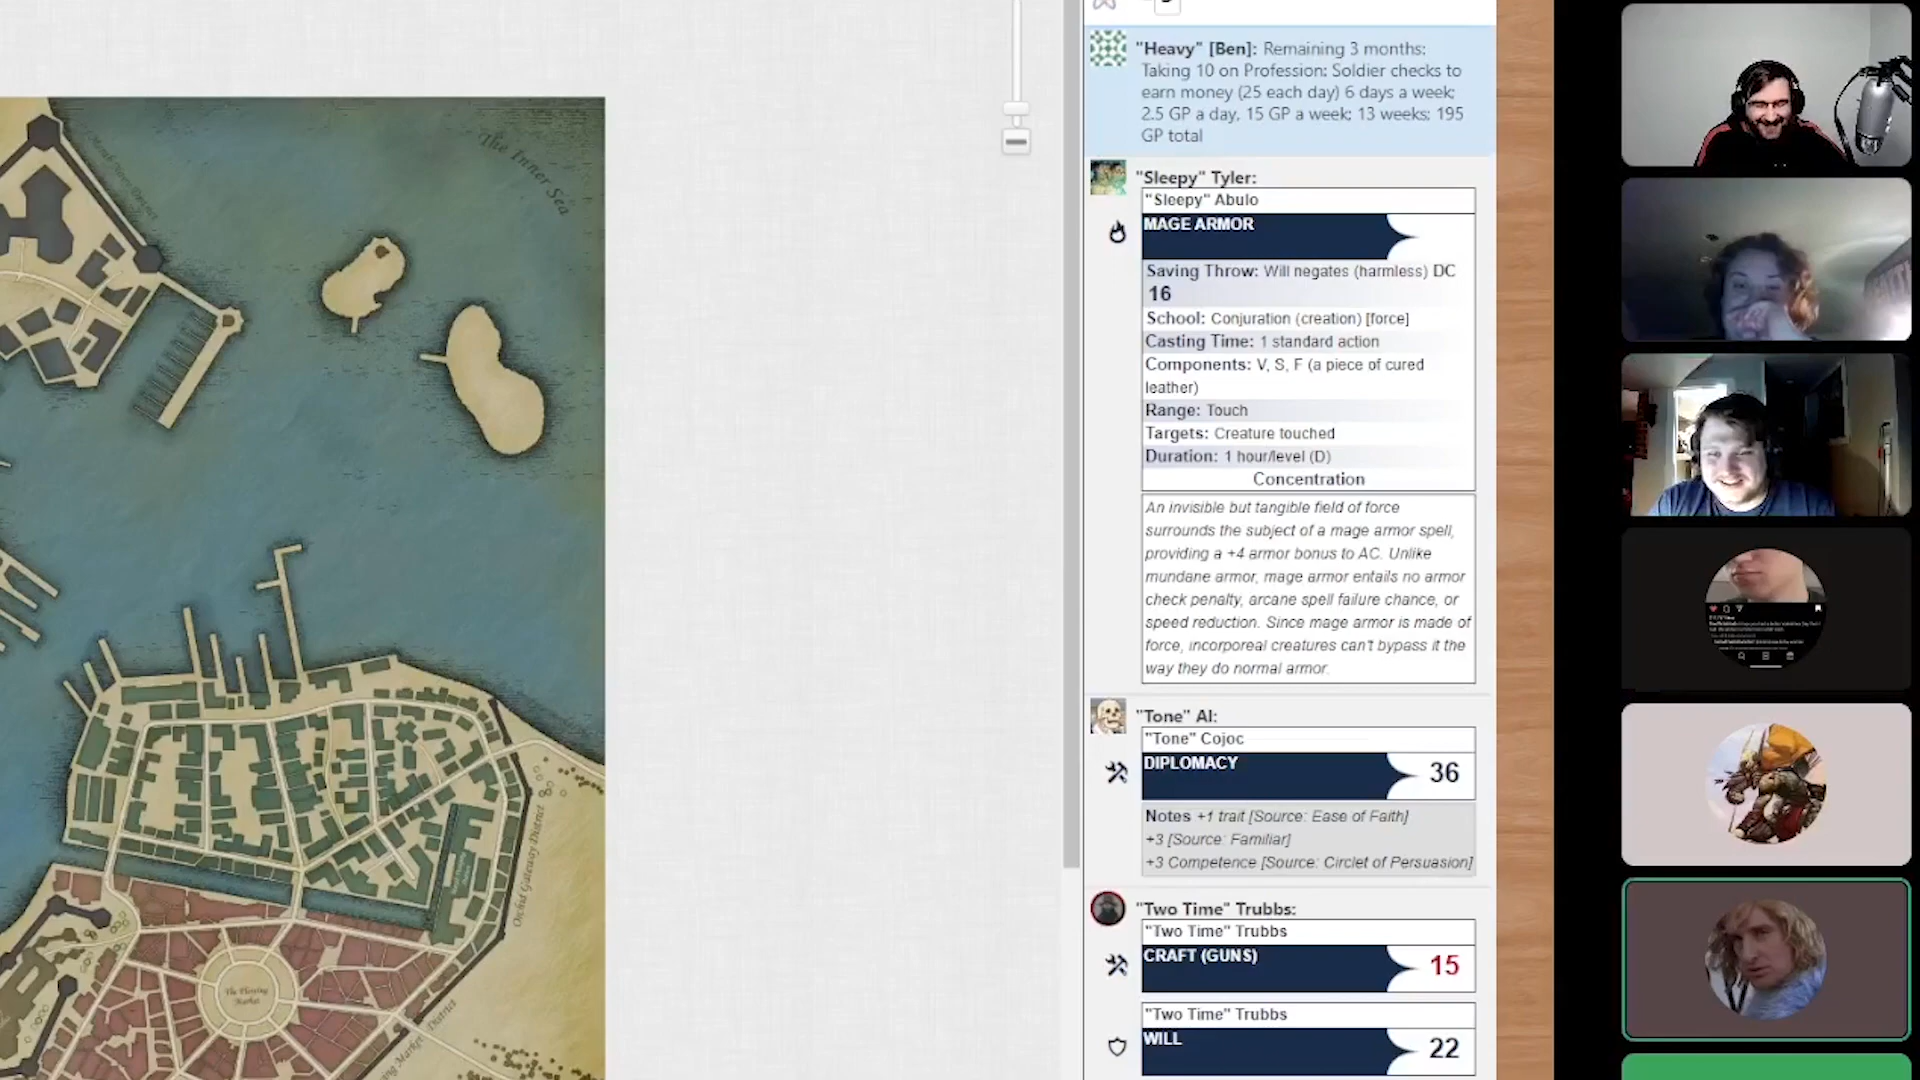 The Inner Sea
Orchid Gateway District
The Plowing
Market
District
"Heavy" [Ben]: Remaining 3 months:
Taking 10 on Profession: Soldier checks to
earn money (25 each day) 6 days a week;
2.5 GP a day, 15 GP a week; 13 weeks; 195
GP total
"Sleepy" Tyler:
"Sleepy" Abulo
MAGE ARMOR
Saving Throw: Will negates (harmless) DC
16
School: Conjuration (creation) [force]
Casting Time: 1 standard action
Components: V, S, F (a piece of cured
leather)
Range: Touch
Targets: Creature touched
Duration: 1 hour/level (D)
Concentration
An invisible but tangible field of force
surrounds the subject of a mage armor spell,
providing a +4 armor bonus to AC. Unlike
mundane armor, mage armor entails no armor
check penalty, arcane spell failure chance, or
speed reduction. Since mage armor is made of
force, incorporeal creatures can't bypass it the
way they do normal armor.
"Tone" Al:
"Tone" Cojoc
DIPLOMACY 36
Notes +1 trait [Source: Ease of Faith]
+3 [Source: Familiar]
+3 Competence [Source: Circlet of Persuasion]
"Two Time" Trubbs:
"Two Time" Trubbs
CRAFT (GUNS) 15
"Two Time" Trubbs
WILL 22